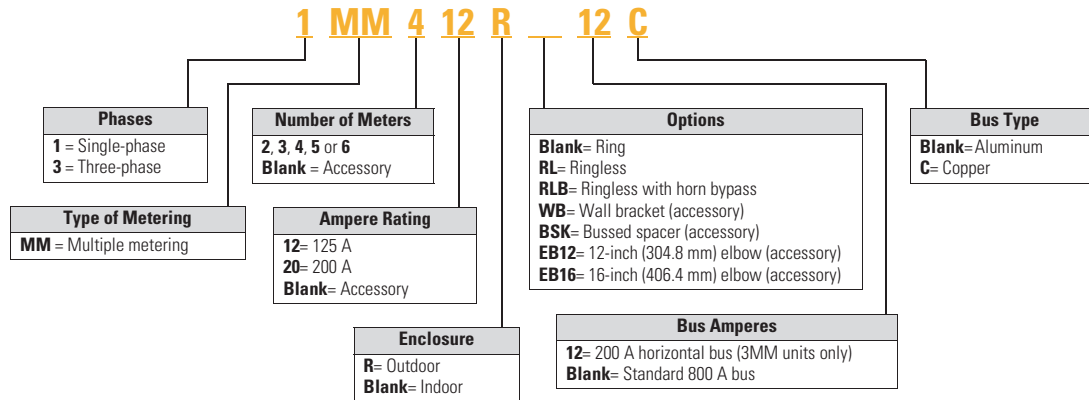 1 MM 4 12 R __ 12 C
Phases
1 = Single-phase
3 = Three-phase
Type of Metering
MM = Multiple metering
Number of Meters
2, 3, 4, 5 or 6
Blank = Accessory
Ampere Rating
12= 125 A
20= 200 A
Blank= Accessory
Enclosure
R= Outdoor
Blank= Indoor
Options
Blank= Ring
RL= Ringless
RLB= Ringless with horn bypass
WB= Wall bracket (accessory)
BSK= Bussed spacer (accessory)
EB12= 12-inch (304.8 mm) elbow (accessory)
EB16= 16-inch (406.4 mm) elbow (accessory)
Bus Amperes
12= 200 A horizontal bus (3MM units only)
Blank= Standard 800 A bus
Bus Type
Blank= Aluminum
C= Copper